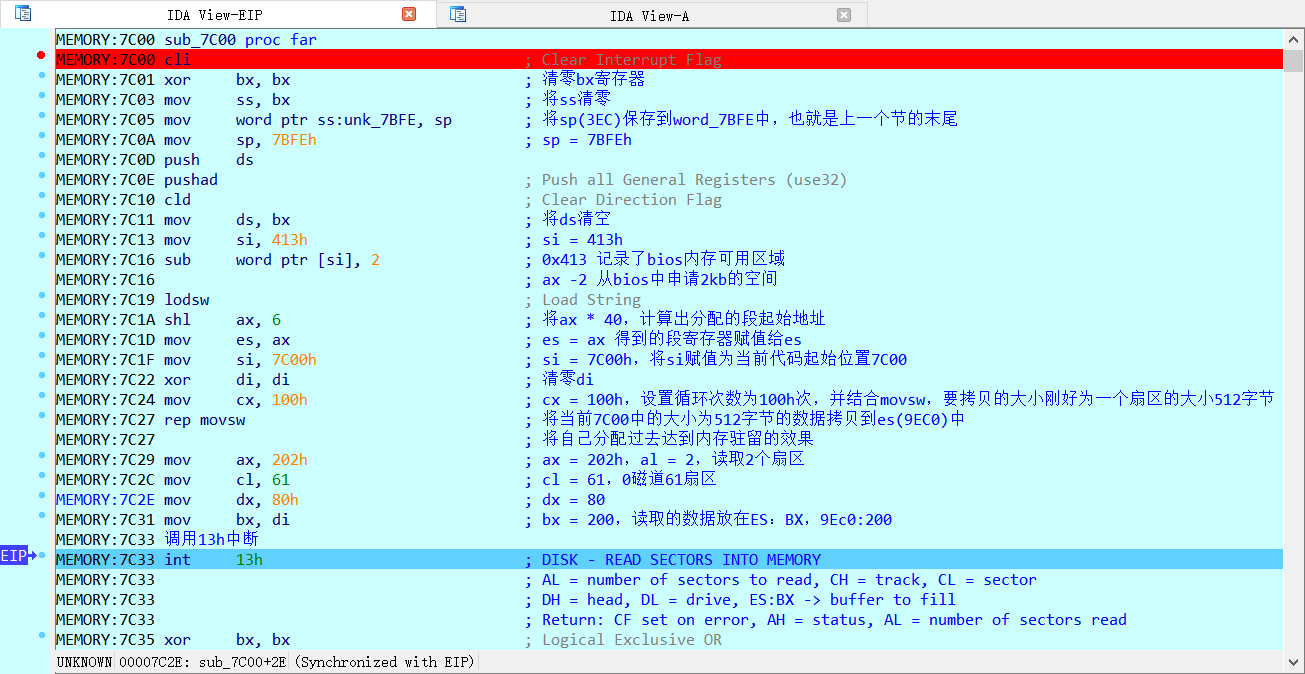 IDA View-EIP IDA View-A
MEMORY:7C00 sub_7C00 proc far
MEMORY:7C00 cli ; Clear Interrupt Flag
MEMORY:7C01 xor bx, bx ; 清零bx寄存器
MEMORY:7C03 mov ss, bx ; 将ss清零
MEMORY:7C05 mov word ptr ss:unk_7BFE, sp ; 将sp(3EC)保存到word_7BFE中，也就是上一个节的末尾
MEMORY:7C0A mov sp, 7BFEh ; sp = 7BFEh
MEMORY:7C0D push ds
MEMORY:7C0E pushad ; Push all General Registers (use32)
MEMORY:7C10 cld ; Clear Direction Flag
MEMORY:7C11 mov ds, bx ; 将ds清空
MEMORY:7C13 mov si, 413h ; si = 413h
MEMORY:7C16 sub word ptr [si], 2 ; 0x413 记录了bios内存可用区域
MEMORY:7C16 ; ax -2 从bios中申请2kb的空间
MEMORY:7C19 lodsw ; Load String
MEMORY:7C1A shl ax, 6 ; 将ax * 40，计算出分配的段起始地址
MEMORY:7C1D mov es, ax ; es = ax 得到的段寄存器赋值给es
MEMORY:7C1F mov si, 7C00h ; si = 7C00h，将si赋值为当前代码起始位置7C00
MEMORY:7C22 xor di, di ; 清零di
MEMORY:7C24 mov cx, 100h ; cx = 100h，设置循环次数为100h次，并结合movsw，要拷贝的大小刚好为一个扇区的大小512字节
MEMORY:7C27 rep movsw ; 将当前7C00中的大小为512字节的数据拷贝到es(9EC0)中
MEMORY:7C27 ; 将自己分配过去达到内存驻留的效果
MEMORY:7C29 mov ax, 202h ; ax = 202h，al = 2，读取2个扇区
MEMORY:7C2C mov cl, 61 ; cl = 61，0磁道61扇区
MEMORY:7C2E mov dx, 80h ; dx = 80
MEMORY:7C31 mov bx, di ; bx = 200，读取的数据放在ES：BX，9Ec0:200
MEMORY:7C33 调用13h中断
EIP MEMORY:7C33 int 13h ; DISK - READ SECTORS INTO MEMORY
MEMORY:7C33 ; AL = number of sectors to read, CH = track, CL = sector
MEMORY:7C33 ; DH = head, DL = drive, ES:BX -> buffer to fill
MEMORY:7C33 ; Return: CF set on error, AH = status, AL = number of sectors read
MEMORY:7C35 xor bx, bx ; Logical Exclusive OR
UNKNOWN 00007C2E: sub_7C00+2E (Synchronized with EIP)